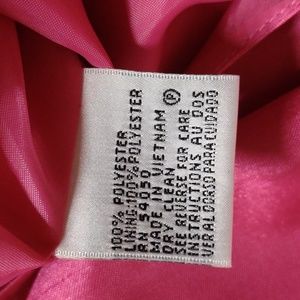 100% POLYESTER
LINING:100% POLYESTER
RN 54050
MADE IN VIETNAM
DRY CLEAN Ⓟ
SEE REVERSE FOR CARE
INSTRUCTIONS AU DOS
VER AL DORSO PARA CUIDADO